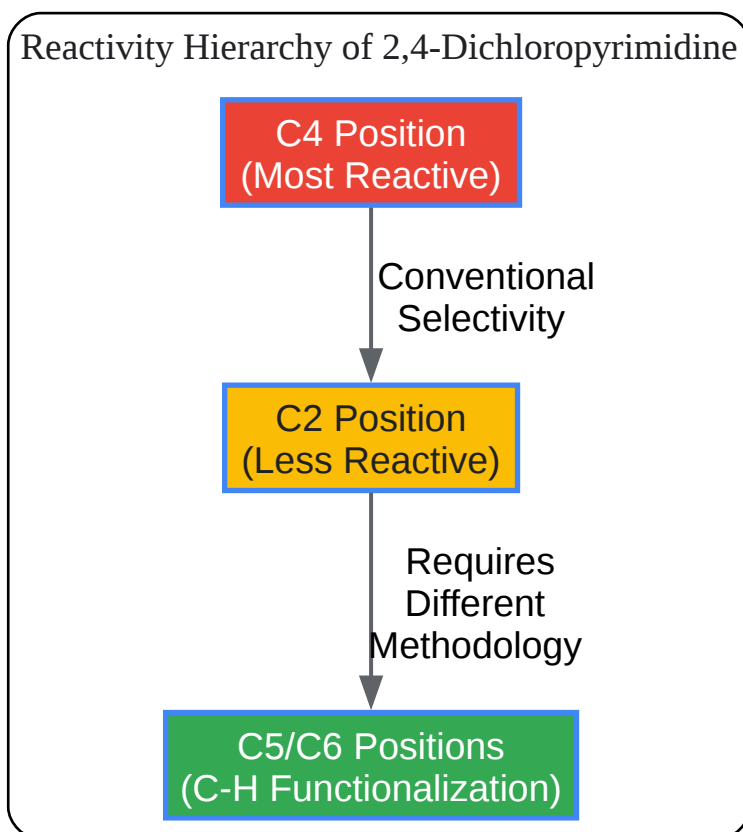 Reactivity Hierarchy of 2,4-Dichloropyrimidine
C4 Position
(Most Reactive)
Conventional
Selectivity
C2 Position
(Less Reactive)
Requires
Different
Methodology
C5/C6 Positions
(C-H Functionalization)